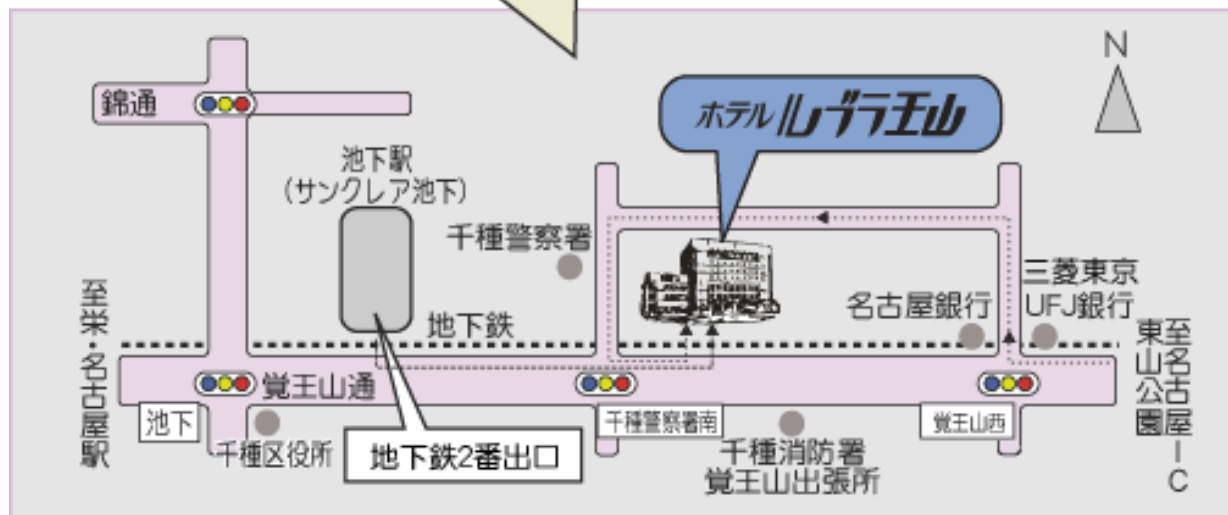 N
錦通
ホテルルブラ王山
池下駅
(サンクレア池下)
千種警察署
三菱東京
UFJ銀行
名古屋銀行
地下鉄
至栄・名古屋駅
至名古屋ーC
東山公園
覚王山通
池下
千種警察署南
覚王山西
千種区役所
地下鉄2番出口
千種消防署
覚王山出張所